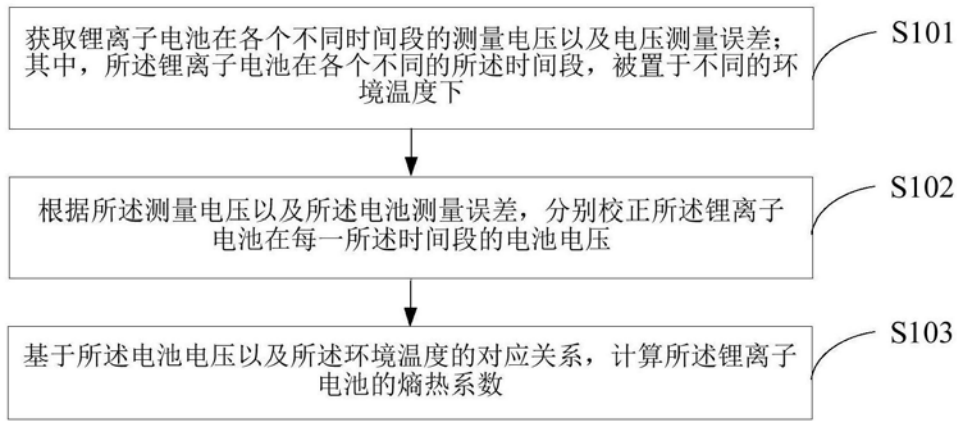 获取锂离子电池在各个不同时间段的测量电压以及电压测量误差；
其中，所述锂离子电池在各个不同的所述时间段，被置于不同的环
境温度下
S101
根据所述测量电压以及所述电池测量误差，分别校正所述锂离子
电池在每一所述时间段的电池电压
S102
基于所述电池电压以及所述环境温度的对应关系，计算所述锂离子
电池的熵热系数
S103